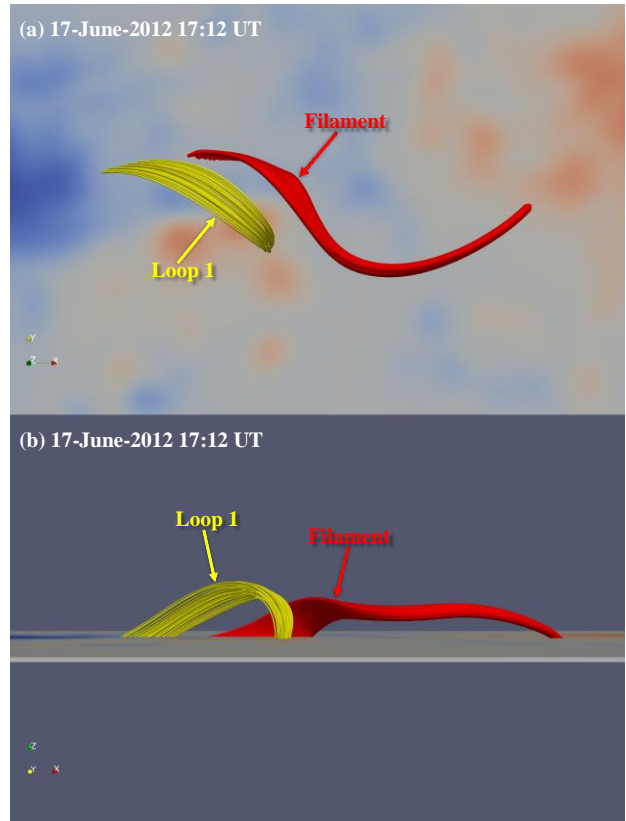 (a) 17-June-2012 17:12 UT
Filament
Loop 1
Y
Z X
(b) 17-June-2012 17:12 UT
Loop 1
Filament
Z
Y X